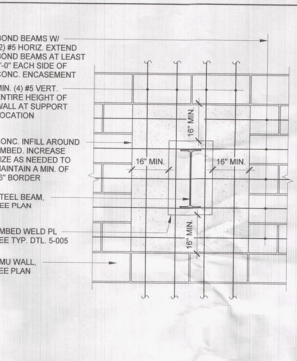 BOND BEAMS W/
2) #5 HORIZ. EXTEND
BOND BEAMS AT LEAST
'-0" EACH SIDE OF
CONC. ENCASEMENT
MIN. (4) #5 VERT.
ENTIRE HEIGHT OF
WALL AT SUPPORT
LOCATION
CONC. INFILL AROUND
EMBED. INCREASE
SIZE AS NEEDED TO
MAINTAIN A MIN. OF
6" BORDER
STEEL BEAM,
SEE PLAN
EMBED WELD PL
SEE TYP. DTL. 5-005
CMU WALL,
SEE PLAN
16" MIN.
16" MIN.
16" MIN.
16" MIN.